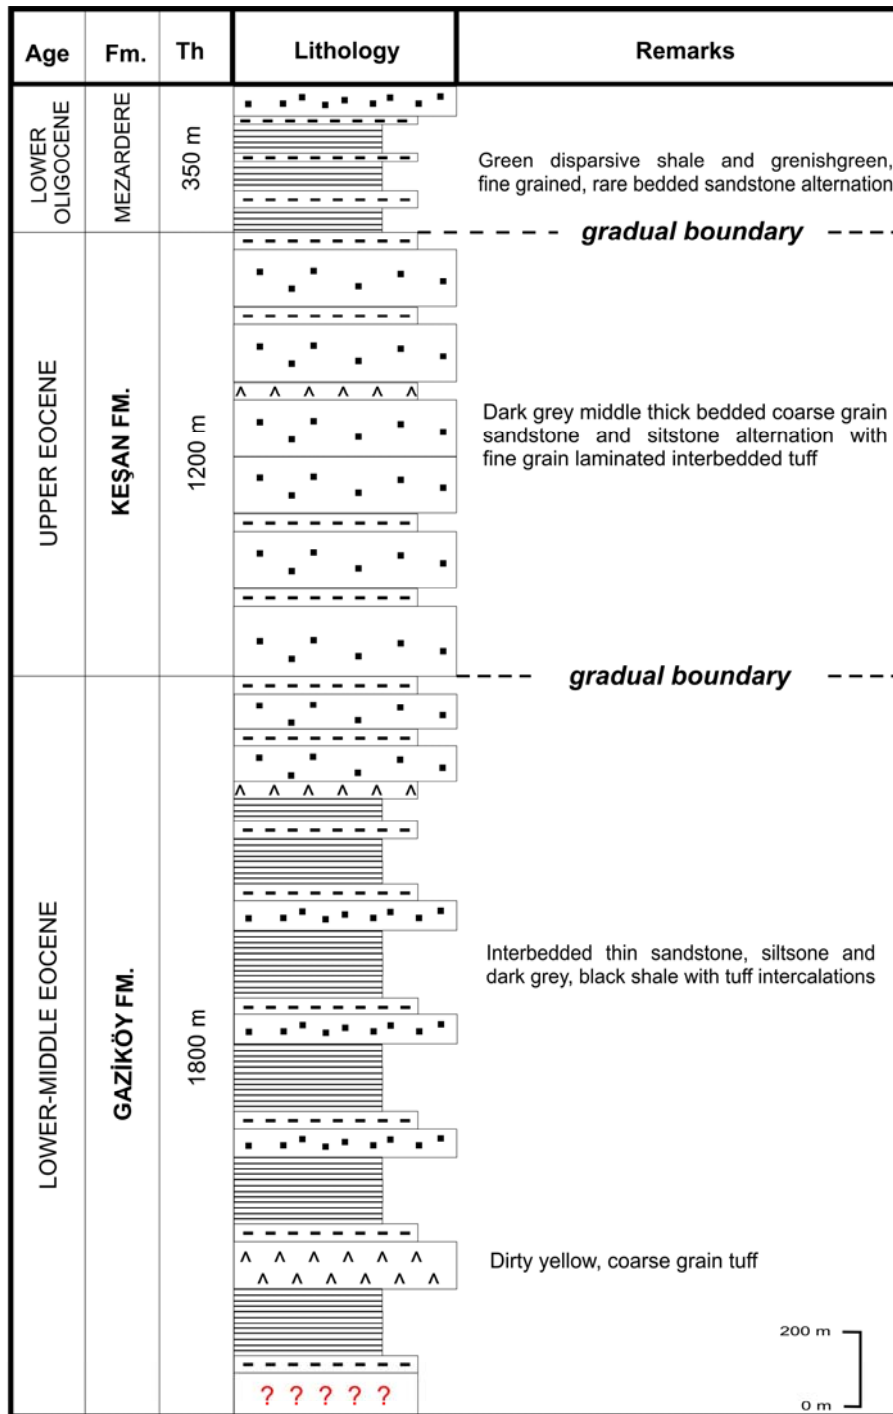 Age Fm. Th Lithology Remarks
LOWER
OLIGOCENE
MEZARDERE
350 m
Green disparsive shale and grenishgreen,
fine grained, rare bedded sandstone alternation
gradual boundary
UPPER EOCENE
KEŞAN FM.
1200 m
Dark grey middle thick bedded coarse grain
sandstone and sitstone alternation with
fine grain laminated interbedded tuff
gradual boundary
LOWER-MIDDLE EOCENE
GAZİKÖY FM.
1800 m
Interbedded thin sandstone, siltsone and
dark grey, black shale with tuff intercalations
Dirty yellow, coarse grain tuff
200 m
0 m
? ? ? ? ?